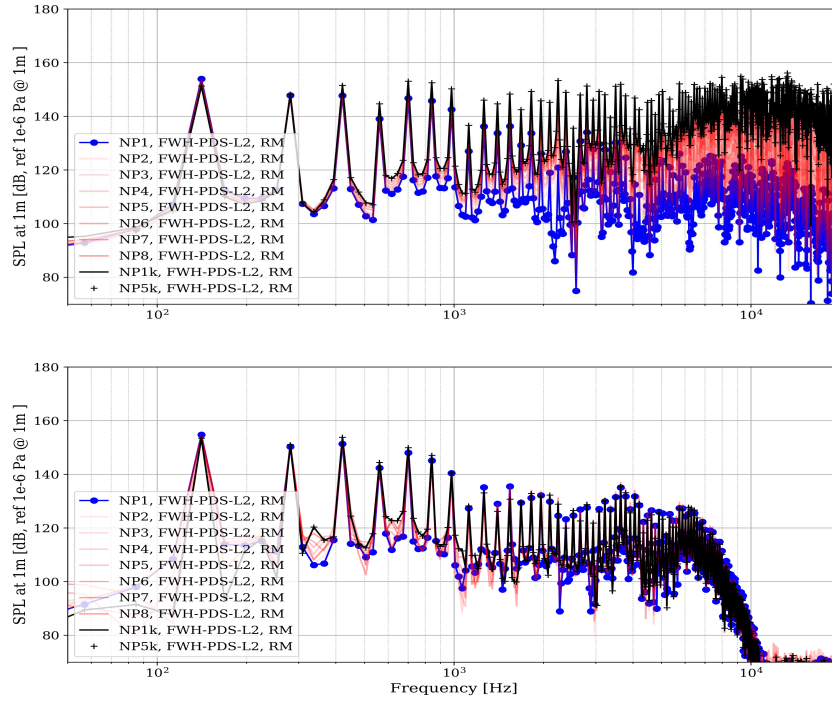 180
160
140
120
100
80
SPL at 1m [dB, ref 1e-6 Pa @ 1m ]
NP1, FWH-PDS-L2, RM
NP2, FWH-PDS-L2, RM
NP3, FWH-PDS-L2, RM
NP4, FWH-PDS-L2, RM
NP5, FWH-PDS-L2, RM
NP6, FWH-PDS-L2, RM
NP7, FWH-PDS-L2, RM
NP8, FWH-PDS-L2, RM
NP1k, FWH-PDS-L2, RM
NP5k, FWH-PDS-L2, RM
10² 10³ 10⁴
180
160
140
120
100
80
SPL at 1m [dB, ref 1e-6 Pa @ 1m ]
NP1, FWH-PDS-L2, RM
NP2, FWH-PDS-L2, RM
NP3, FWH-PDS-L2, RM
NP4, FWH-PDS-L2, RM
NP5, FWH-PDS-L2, RM
NP6, FWH-PDS-L2, RM
NP7, FWH-PDS-L2, RM
NP8, FWH-PDS-L2, RM
NP1k, FWH-PDS-L2, RM
NP5k, FWH-PDS-L2, RM
10² 10³ 10⁴
Frequency [Hz]